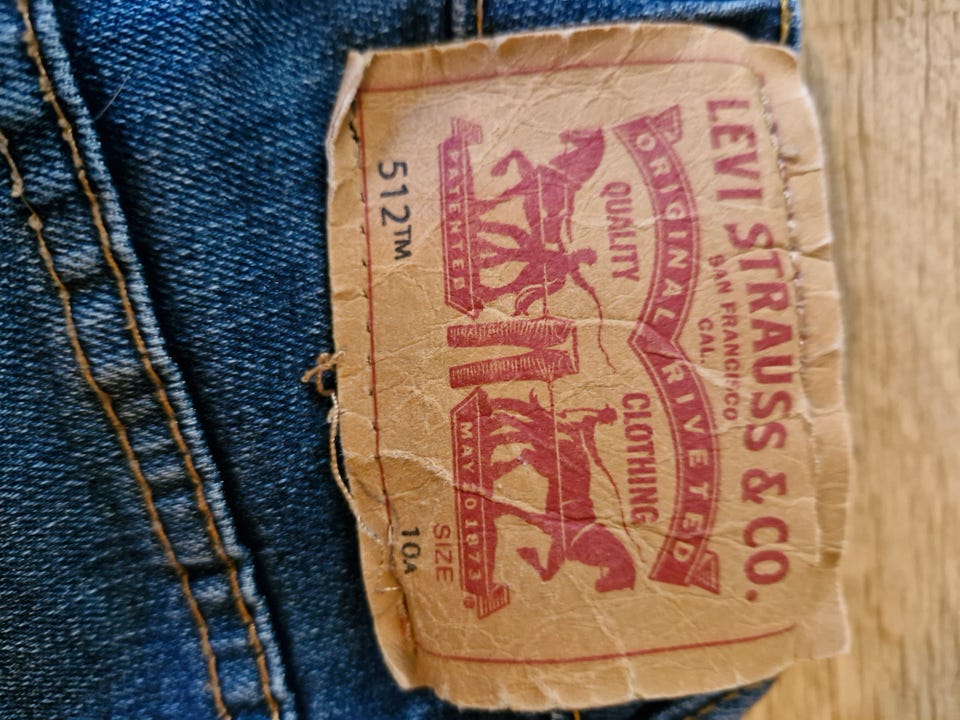 LEVI STRAUSS & CO.
SAN FRANCISCO
CAL.
ORIGINAL RIVETED
QUALITY CLOTHING
PATENTED MAY 20 1873 ®
SIZE
512™ 10A